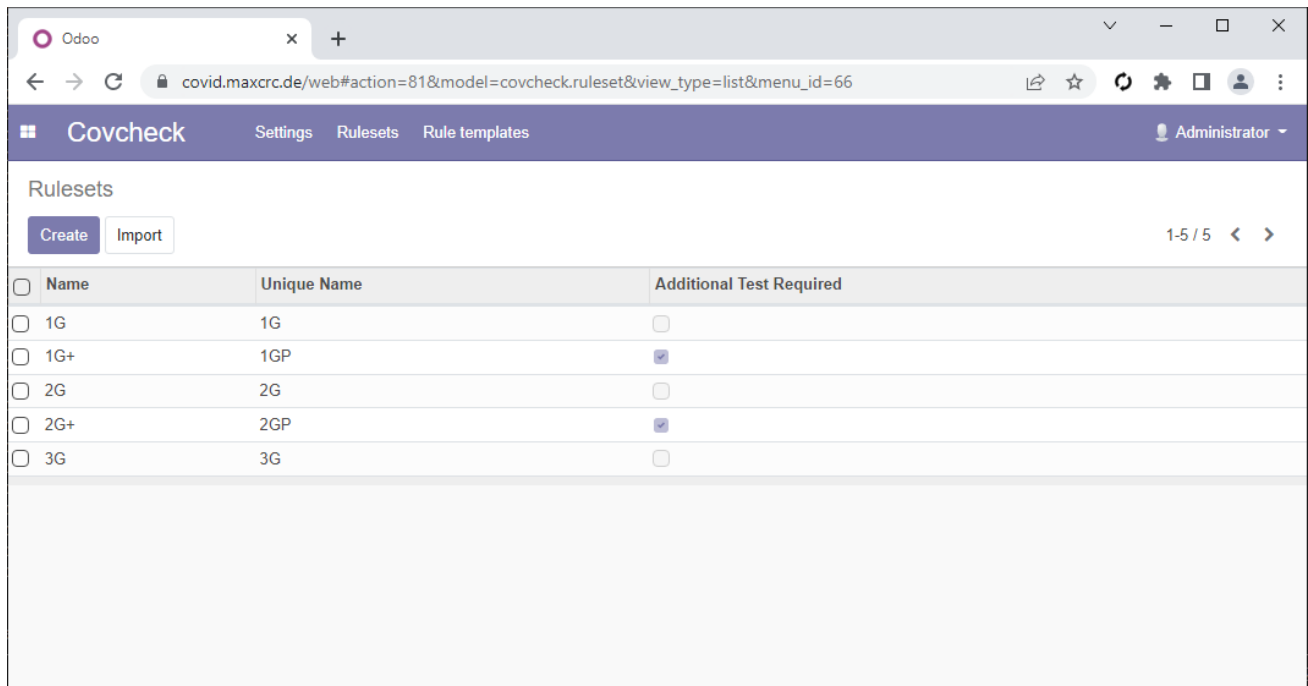 Odoo
covid.maxcrc.de/web#action=81&model=covcheck.ruleset&view_type=list&menu_id=66
Covcheck Settings Rulesets Rule templates Administrator
Rulesets
Create Import 1-5 / 5
Name Unique Name Additional Test Required
1G 1G
1G+ 1GP
2G 2G
2G+ 2GP
3G 3G